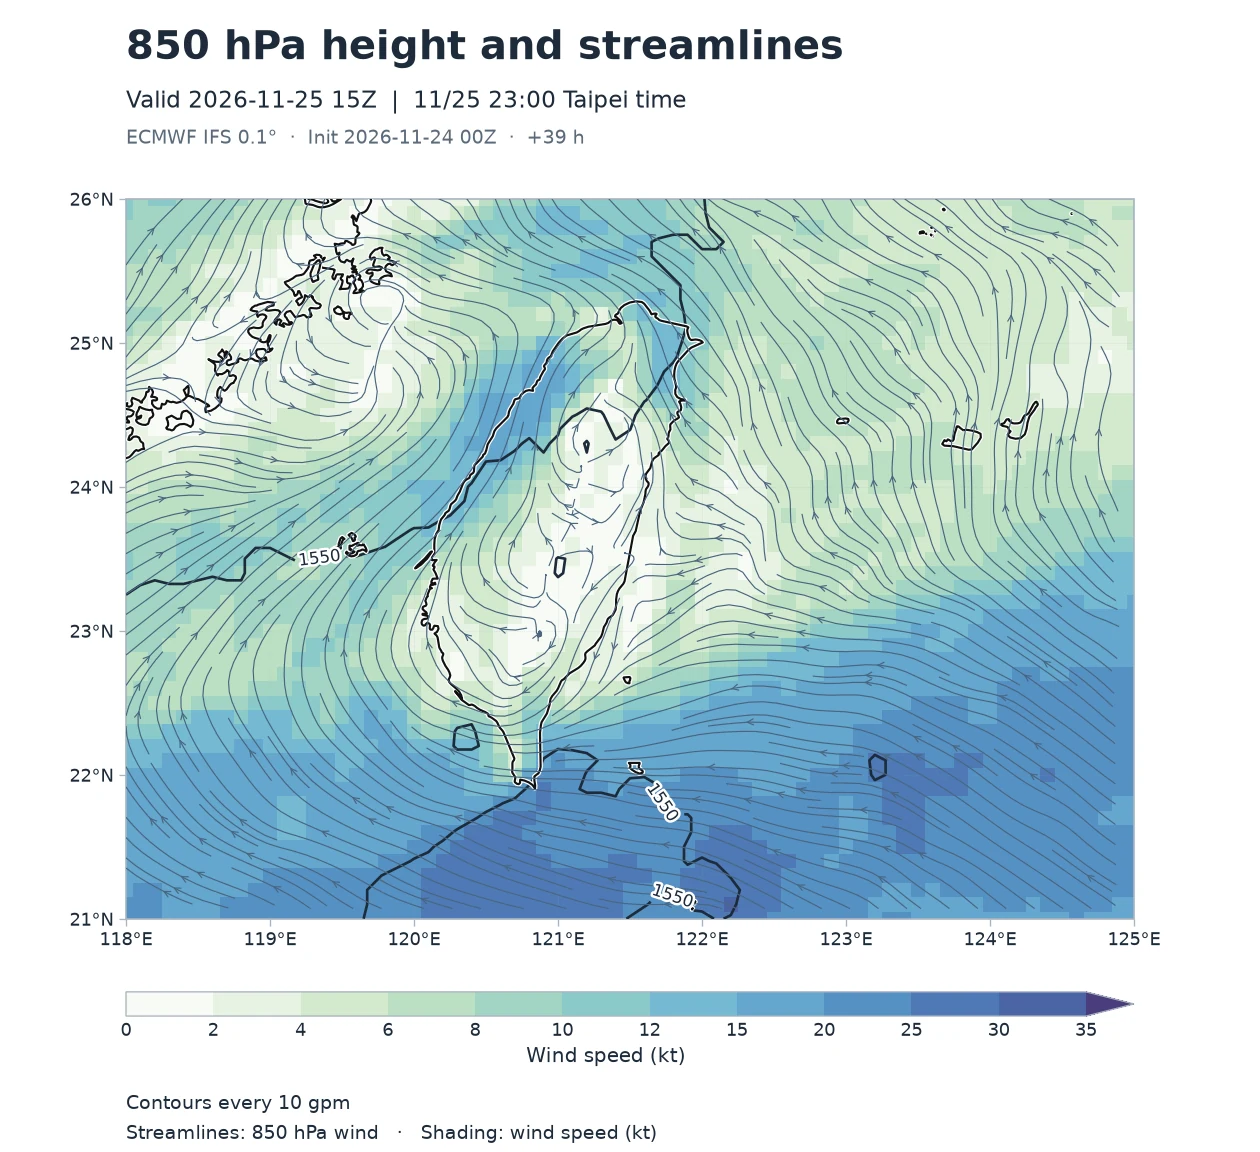 850 hPa height and streamlines
Valid 2026-11-25 15Z | 11/25 23:00 Taipei time
ECMWF IFS 0.1° · Init 2026-11-24 00Z · +39 h
26°N
25°N
24°N
1550
23°N
22°N
1550
1550
21°N
118°E 119°E 120°E 121°E 122°E 123°E 124°E 125°E
0 2 4 6 8 10 12 15 20 25 30 35
Wind speed (kt)
Contours every 10 gpm
Streamlines: 850 hPa wind · Shading: wind speed (kt)